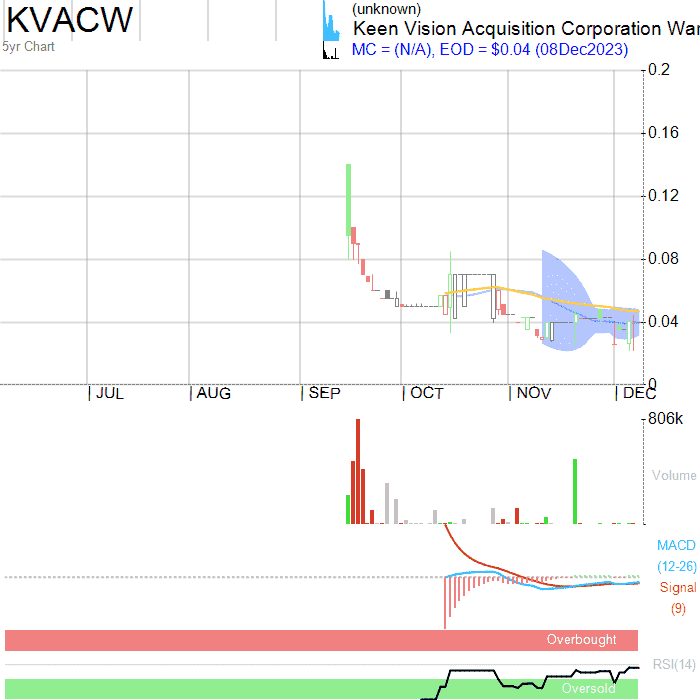 KVACW
(unknown)
Keen Vision Acquisition Corporation War
5yr Chart
MC = (N/A), EOD = $0.04 (08Dec2023)
0.2
0.16
0.12
0.08
0.04
0
JUL AUG SEP OCT NOV DEC
806k
Volume
MACD
(12-26)
Signal
(9)
Overbought
RSI(14)
Oversold